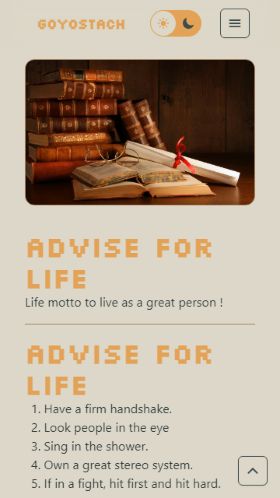 GOYOSTACH
ADVISE FOR
LIFE
Life motto to live as a great person !
ADVISE FOR
LIFE
1. Have a firm handshake.
2. Look people in the eye
3. Sing in the shower.
4. Own a great stereo system.
5. If in a fight, hit first and hit hard.